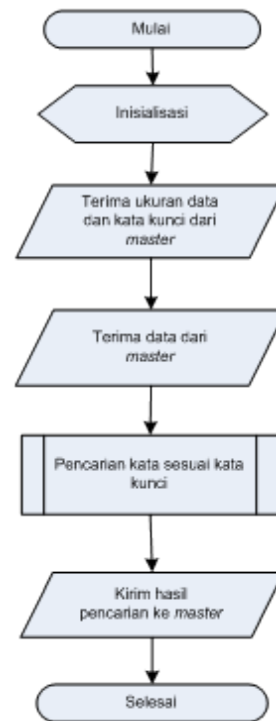 Mulai
Inisialisasi
Terima ukuran data
dan kata kunci dari
master
Terima data dari
master
Pencarian kata sesuai kata
kunci
Kirim hasil
pencarian ke master
Selesai